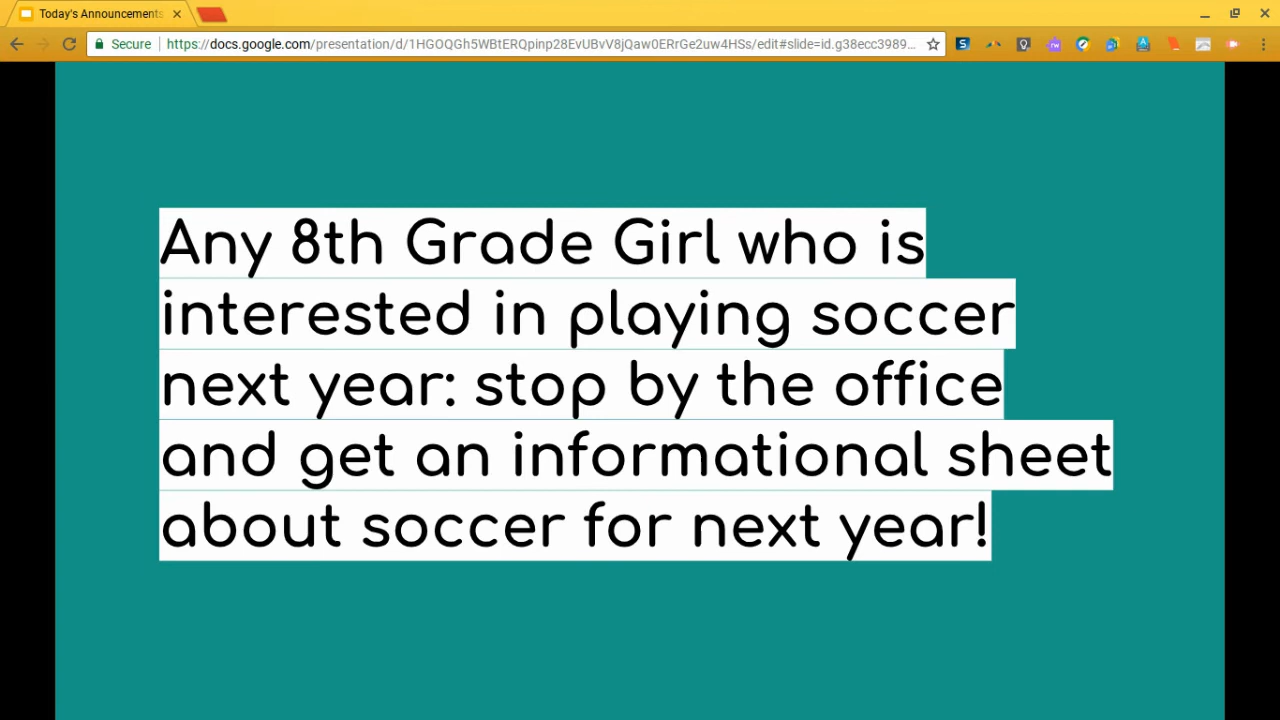 Today's Announcements
Secure
https://docs.google.com/presentation/d/1HGOQGh5WBtERQpinp28EvUBvV8jQaw0ERrGe2uw4HSs/edit#slide=id.g38ecc3989...
Any 8th Grade Girl who is
interested in playing soccer
next year: stop by the office
and get an informational sheet
about soccer for next year!